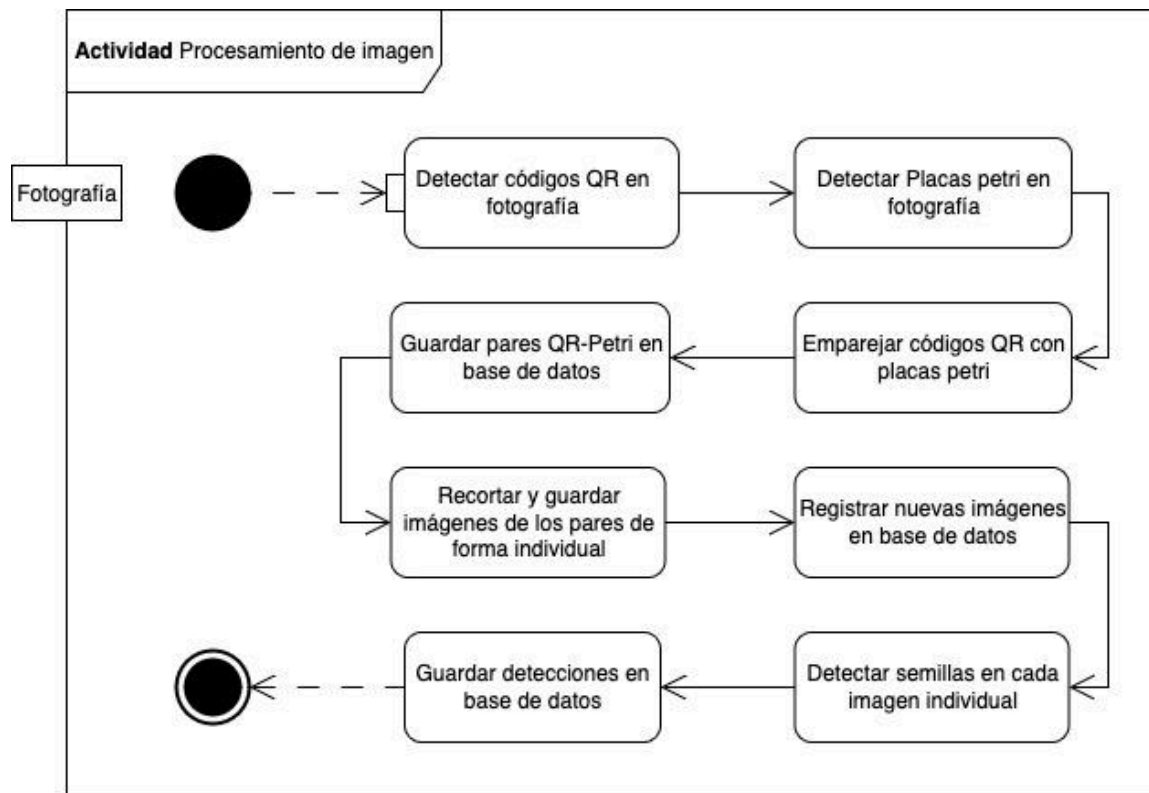 Actividad Procesamiento de imagen
Fotografía
Detectar códigos QR en
fotografía
Detectar Placas petri en
fotografía
Emparejar códigos QR con
placas petri
Guardar pares QR-Petri en
base de datos
Recortar y guardar
imágenes de los pares de
forma individual
Registrar nuevas imágenes
en base de datos
Detectar semillas en cada
imagen individual
Guardar detecciones en
base de datos